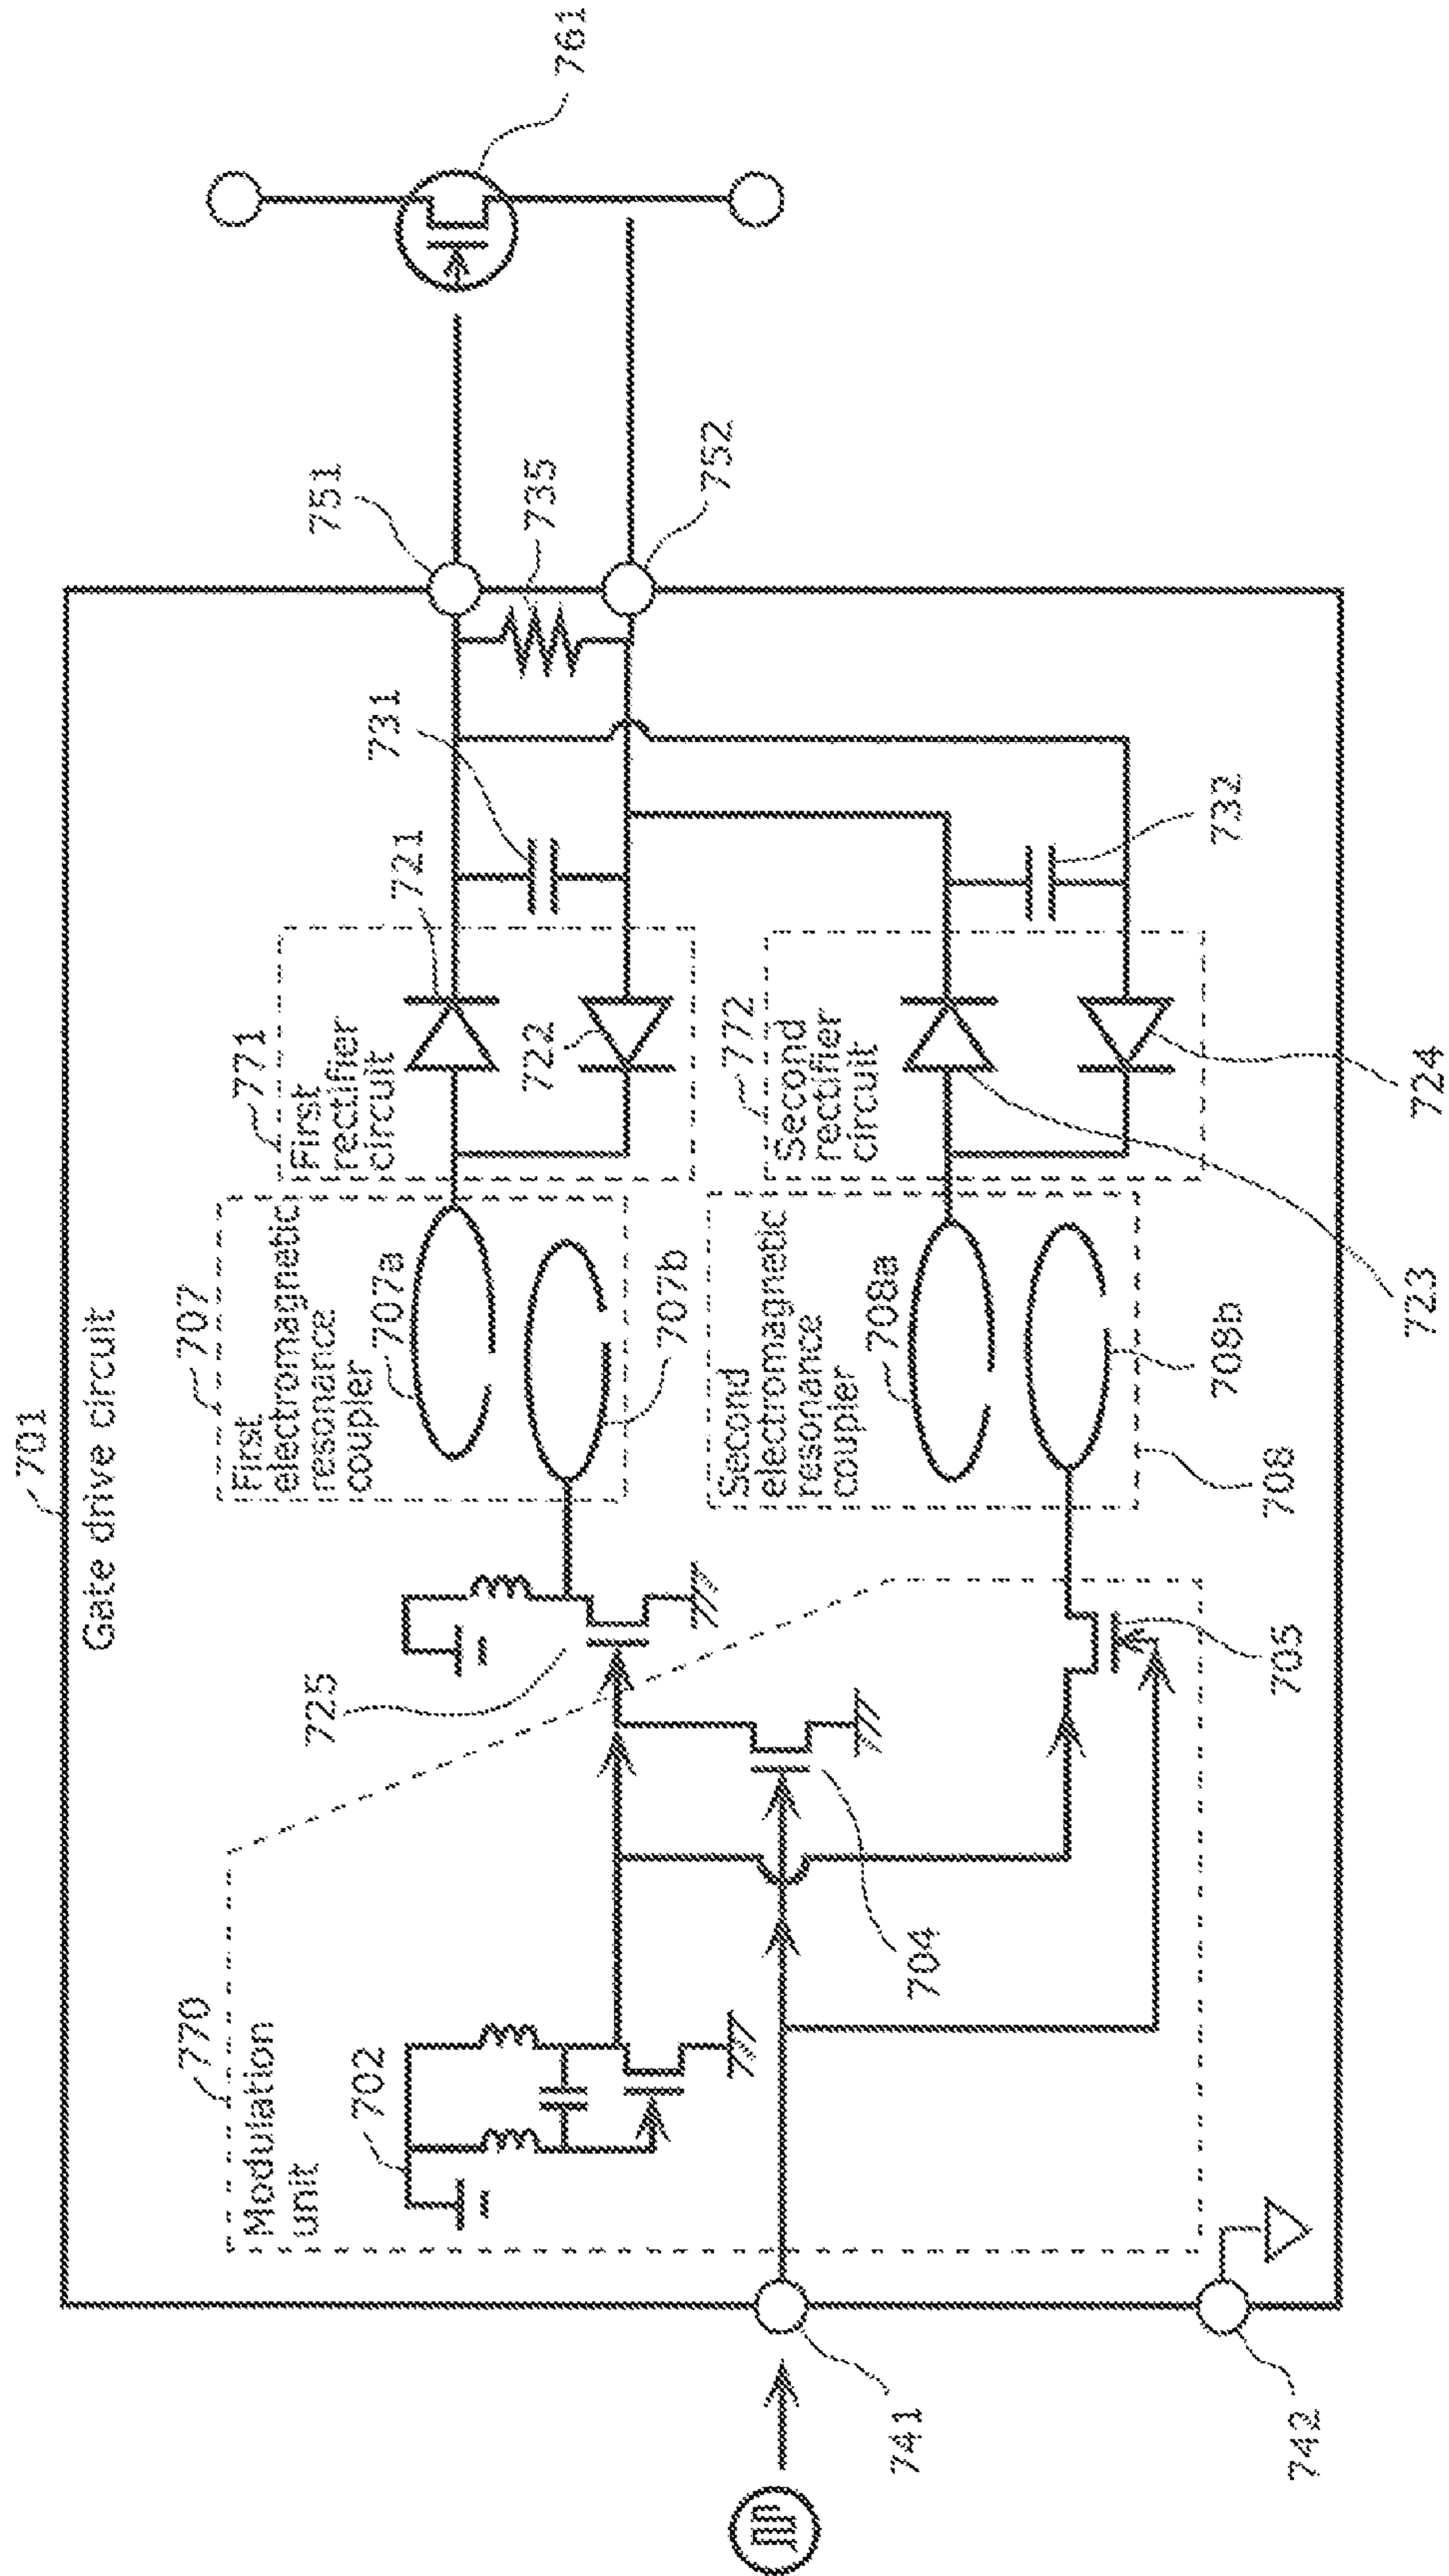 701
Gate drive circuit
770
Modulation
unit
702
704
725
705
707
First
electromagnetic
resonance
coupler
707a
707b
Second
electromagnetic
resonance
coupler
708a
708b
708
771
First
rectifier
circuit
721
722
772
Second
rectifier
circuit
723
724
731
732
751
735
752
761
741
742